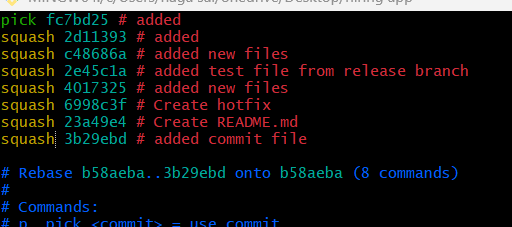 pick fc7bd25 # added
squash 2d11393 # added
squash c48686a # added new files
squash 2e45c1a # added test file from release branch
squash 4017325 # added new files
squash 6998c3f # Create hotfix
squash 23a49e4 # Create README.md
squash 3b29ebd # added commit file
# Rebase b58aeba..3b29ebd onto b58aeba (8 commands)
#
# Commands:
# p, pick <commit> = use commit